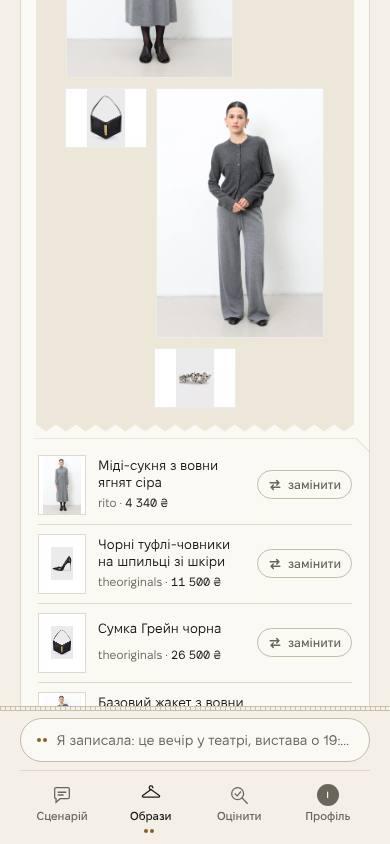 Міді-сукня з вовни
ягнят сіра
rito · 4 340 ₴
замінити
Чорні туфлі-човники
на шпильці зі шкіри
theoriginals · 11 500 ₴
замінити
Сумка Грейн чорна
theoriginals · 26 500 ₴
замінити
Базовий жакет з вовни
Я записала: це вечір у театрі, вистава о 19:...
Сценарій
Образи
Оцінити
І
Профіль